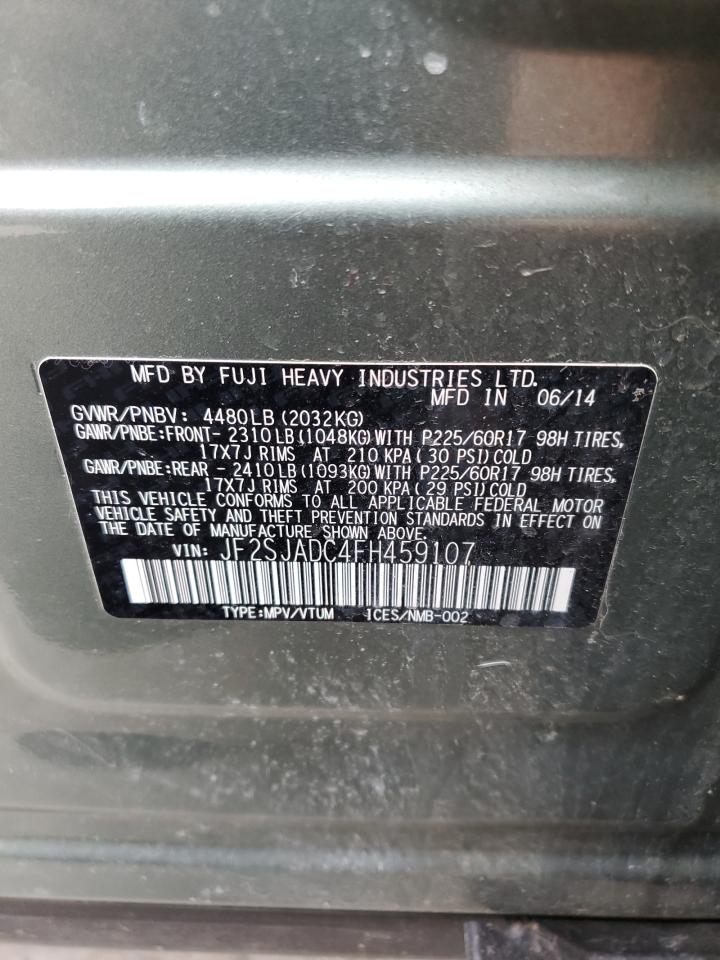 MFD BY FUJI HEAVY INDUSTRIES LTD.
MFD IN 06/14
GVWR/PNBV: 4480LB (2032KG)
GAWR/PNBE:FRONT- 2310LB(1048KG)WITH P225/60R17 98H TIRES,
17X7J RIMS AT 210 KPA( 30 PSI)COLD
GAWR/PNBE:REAR - 2410LB(1093KG)WITH P225/60R17 98H TIRES,
17X7J RIMS AT 200 KPA(29 PSI)COLD
THIS VEHICLE CONFORMS TO ALL APPLICABLE FEDERAL MOTOR
VEHICLE SAFETY AND THEFT PREVENTION STANDARDS IN EFFECT ON
THE DATE OF MANUFACTURE SHOWN ABOVE.
VIN: JF2SJADC4FH459107
TYPE:MPV/VTUM ICES/NMB-002